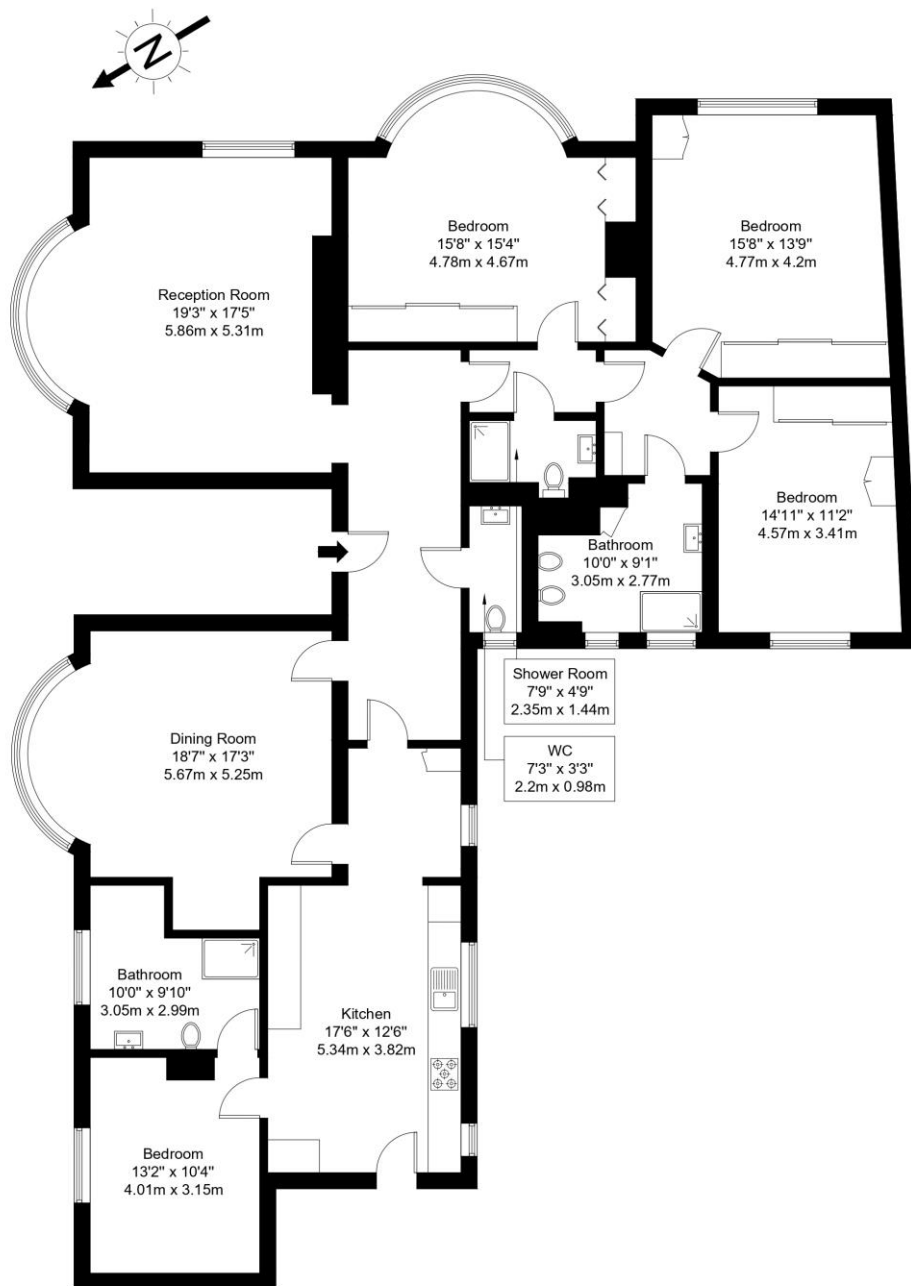 N
Bedroom
15'8" x 15'4"
4.78m x 4.67m
Bedroom
15'8" x 13'9"
4.77m x 4.2m
Reception Room
19'3" x 17'5"
5.86m x 5.31m
Bedroom
14'11" x 11'2"
4.57m x 3.41m
Bathroom
10'0" x 9'1"
3.05m x 2.77m
Shower Room
7'9" x 4'9"
2.35m x 1.44m
WC
7'3" x 3'3"
2.2m x 0.98m
Dining Room
18'7" x 17'3"
5.67m x 5.25m
Bathroom
10'0" x 9'10"
3.05m x 2.99m
Kitchen
17'6" x 12'6"
5.34m x 3.82m
Bedroom
13'2" x 10'4"
4.01m x 3.15m